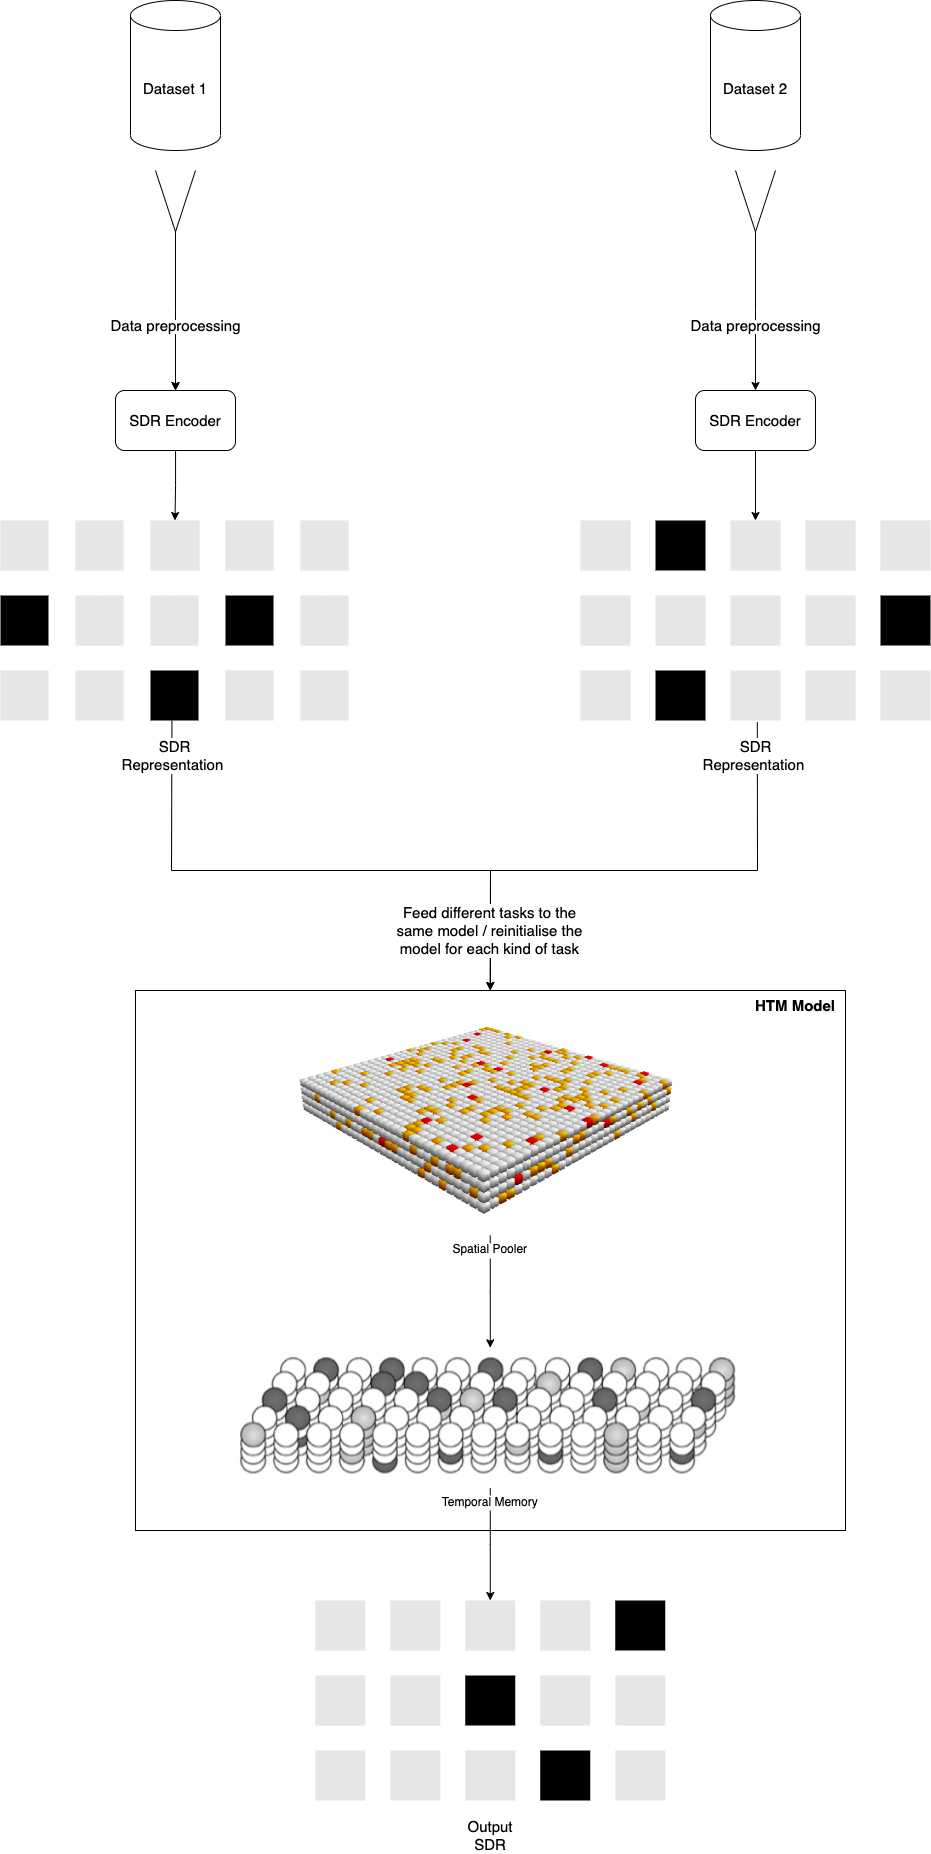 Dataset 1
Dataset 2
Data preprocessing
Data preprocessing
SDR Encoder
SDR Encoder
SDR
Representation
SDR
Representation
Feed different tasks to the
same model / reinitialise the
model for each kind of task
HTM Model
Spatial Pooler
Temporal Memory
Output
SDR